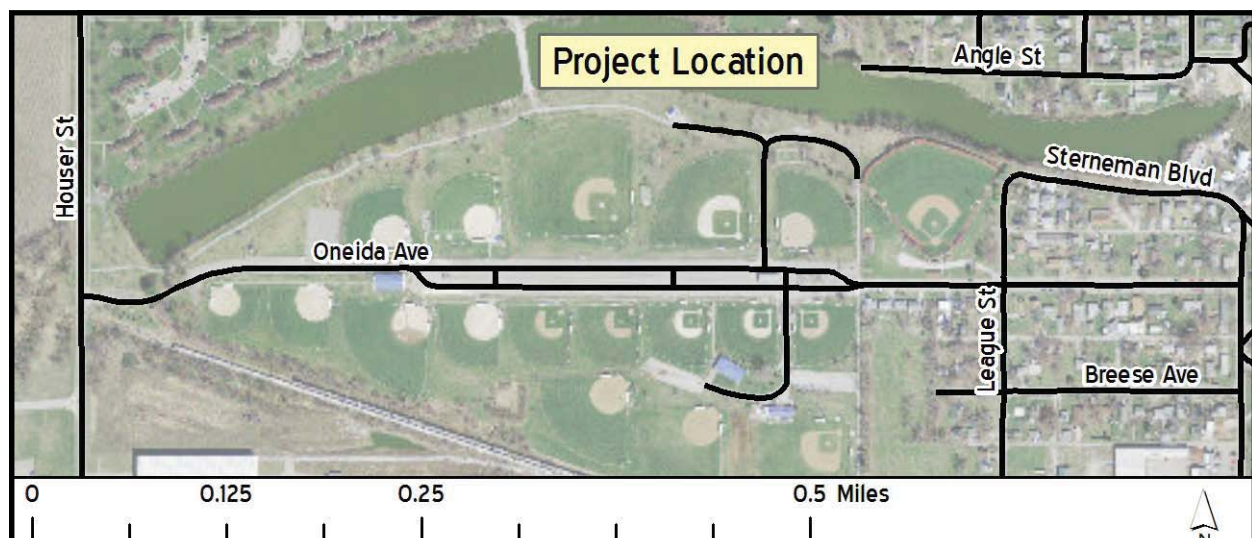 Project Location
Angle St
Houser St
Sterneman Blvd
Oneida Ave
League St
Breese Ave
0 0.125 0.25 0.5 Miles
N